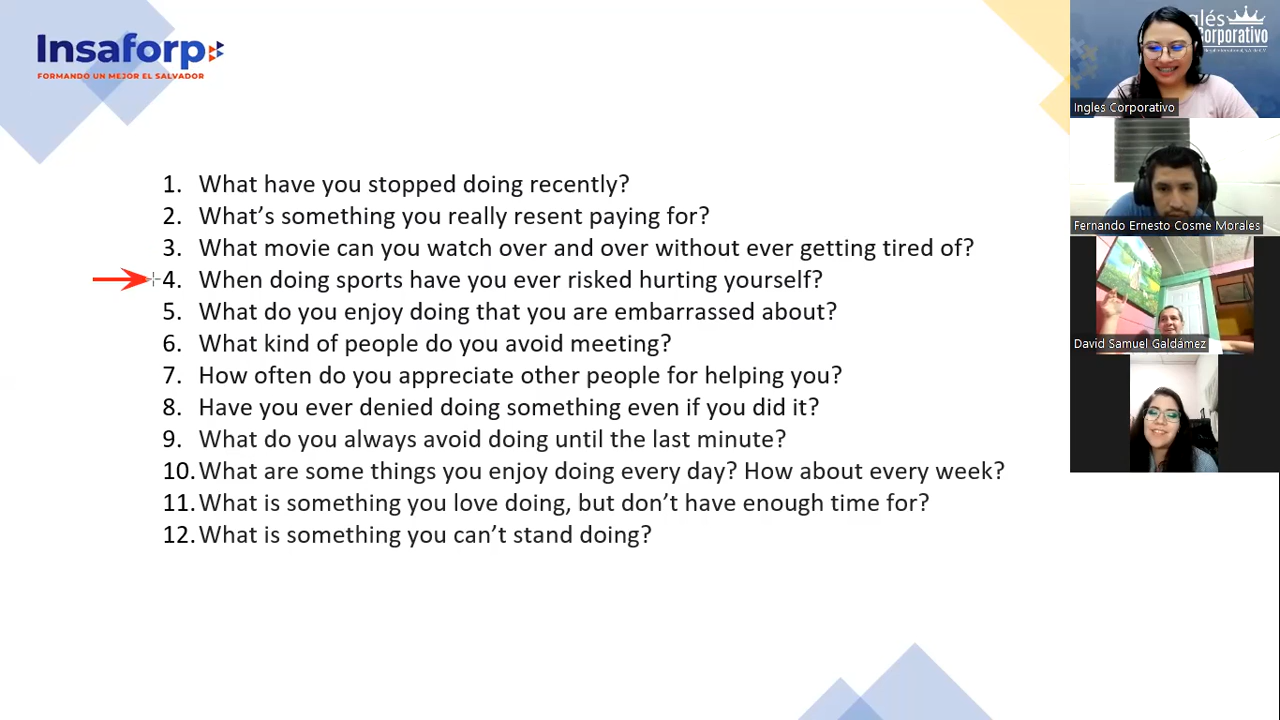 Insaforp
FORMANDO UN MEJOR EL SALVADOR
1. What have you stopped doing recently?
2. What's something you really resent paying for?
3. What movie can you watch over and over without ever getting tired of?
4. When doing sports have you ever risked hurting yourself?
5. What do you enjoy doing that you are embarrassed about?
6. What kind of people do you avoid meeting?
7. How often do you appreciate other people for helping you?
8. Have you ever denied doing something even if you did it?
9. What do you always avoid doing until the last minute?
10. What are some things you enjoy doing every day? How about every week?
11. What is something you love doing, but don't have enough time for?
12. What is something you can't stand doing?
glés
orporativo
Ingles Corporativo
Fernando Ernesto Cosme Morales
David Samuel Galdámez